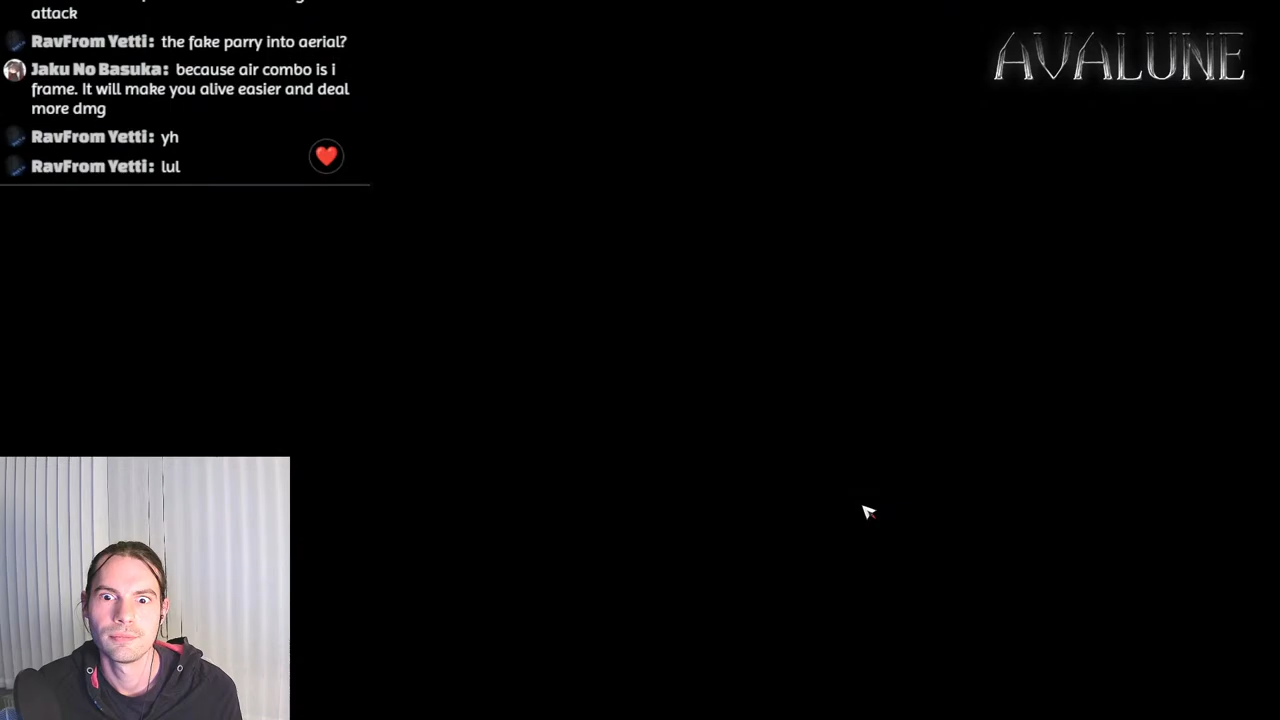 attack
RavFrom Yetti: the fake parry into aerial?
Jaku No Basuka: because air combo is i
frame. It will make you alive easier and deal
more dmg
RavFrom Yetti: yh
RavFrom Yetti: lul
AVALUNE